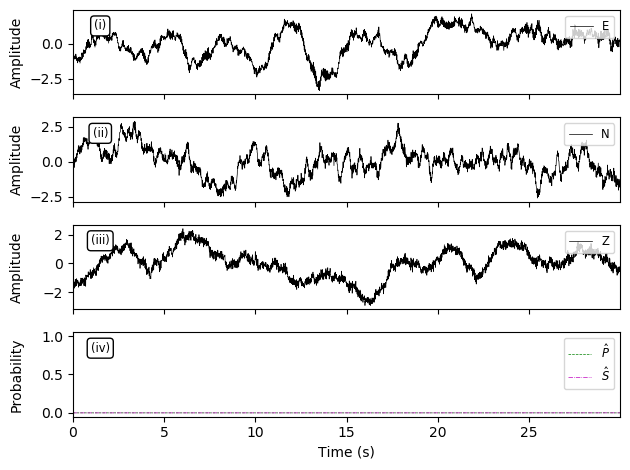 (i)
E
Amplitude
0.0
−2.5
(ii)
N
Amplitude
2.5
0.0
−2.5
(iii)
Z
Amplitude
2
0
−2
(iv)
P̂
Ŝ
Probability
1.0
0.5
0.0
0 5 10 15 20 25
Time (s)